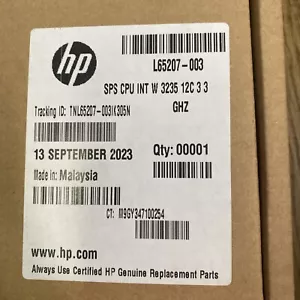 hp
L65207-003
SPS CPU INT W 3235 12C 3 3
GHZ
Tracking ID: TNL65207-003IK305N
13 SEPTEMBER 2023
Qty: 00001
Made in: Malaysia
CT: M9GY347100254
www.hp.com
Always Use Certified HP Genuine Replacement Parts